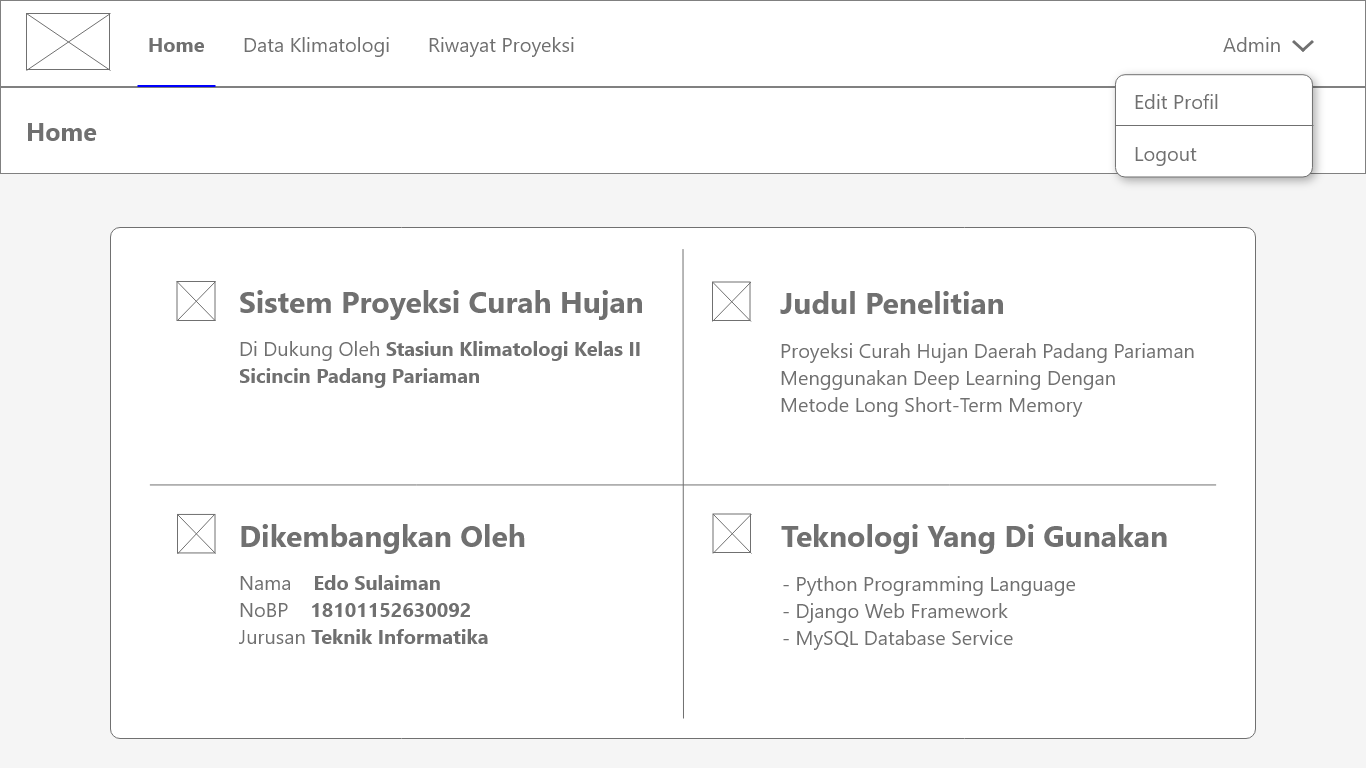 Home
Data Klimatologi
Riwayat Proyeksi
Admin
Edit Profil
Logout
Home
Sistem Proyeksi Curah Hujan
Di Dukung Oleh Stasiun Klimatologi Kelas II
Sicincin Padang Pariaman
Judul Penelitian
Proyeksi Curah Hujan Daerah Padang Pariaman
Menggunakan Deep Learning Dengan
Metode Long Short-Term Memory
Dikembangkan Oleh
Nama Edo Sulaiman
NoBP 18101152630092
Jurusan Teknik Informatika
Teknologi Yang Di Gunakan
- Python Programming Language
- Django Web Framework
- MySQL Database Service